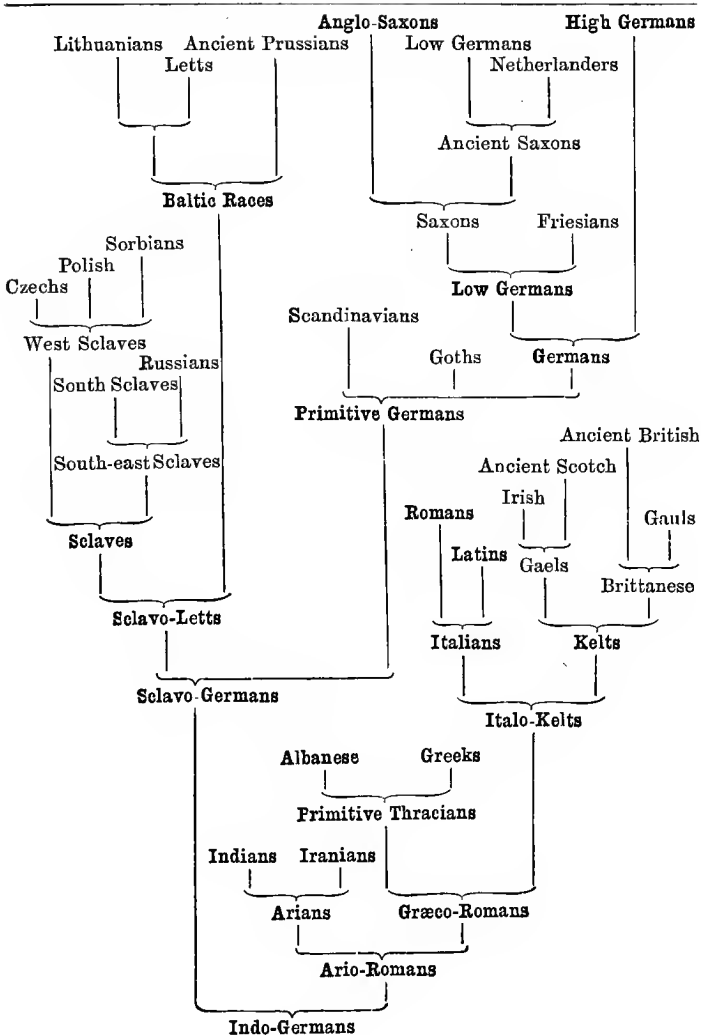 Anglo-Saxons High Germans
Lithuanians Ancient Prussians Low Germans
Letts Netherlanders
Ancient Saxons
Baltic Races
Saxons Friesians
Sorbians
Polish
Czechs Low Germans
Scandinavians
West Sclaves
Russians Goths Germans
South Sclaves
Primitive Germans
Ancient British
South-east Sclaves Ancient Scotch
Irish
Romans Gauls
Sclaves
Latins Gaels
Brittanese
Sclavo-Letts
Italians Kelts
Sclavo-Germans
Italo-Kelts
Albanese Greeks
Primitive Thracians
Indians Iranians
Arians Græco-Romans
Ario-Romans
Indo-Germans